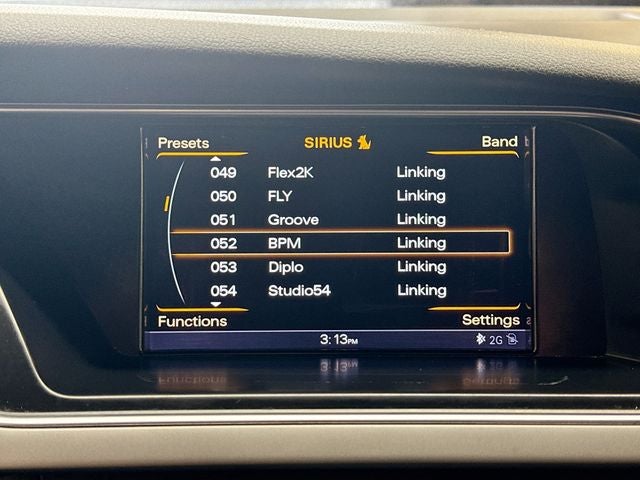 Presets SIRIUS Band
049 Flex2K Linking
050 FLY Linking
051 Groove Linking
052 BPM Linking
053 Diplo Linking
054 Studio54 Linking
Functions Settings
3:13PM 2G